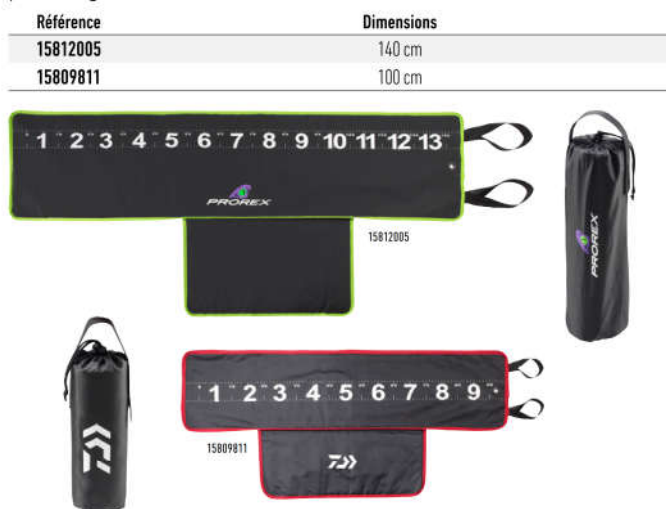 Référence Dimensions
15812005 140 cm
15809811 100 cm
1 2 3 4 5 6 7 8 9 10 11 12 13
PROREX
15812005
PROREX
1 2 3 4 5 6 7 8 9
15809811